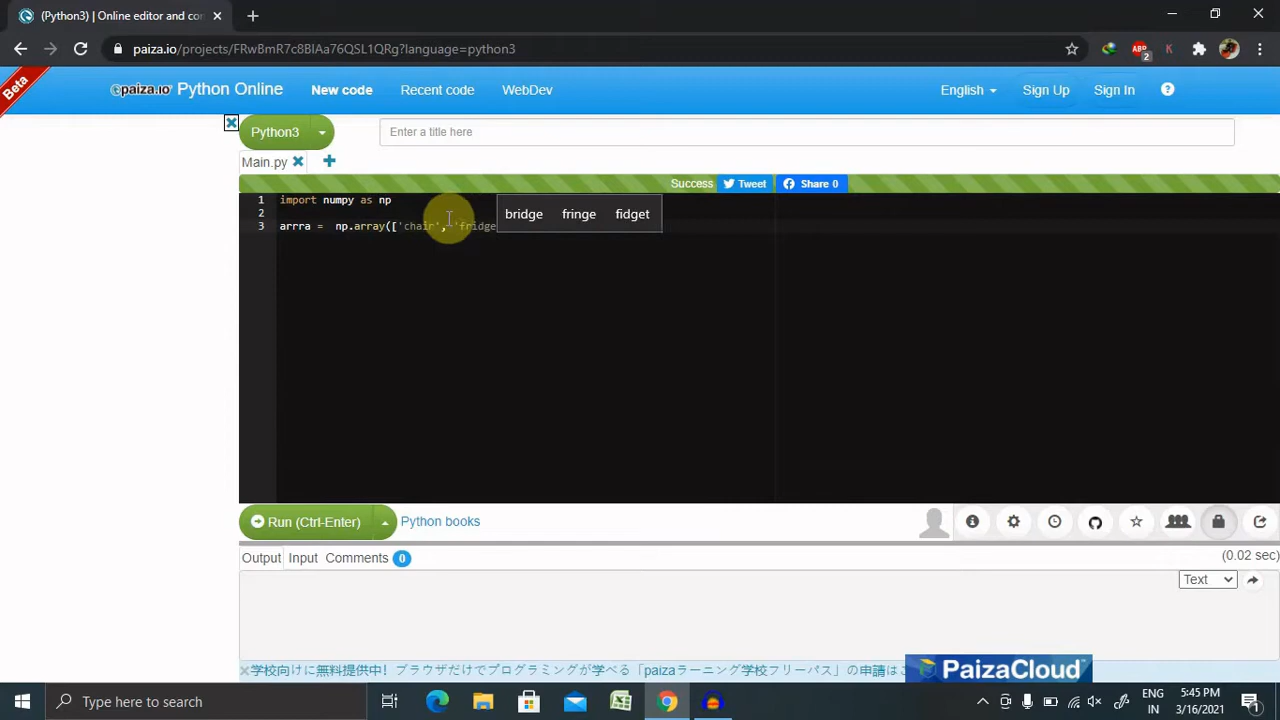 (Python3) | Online editor and co
paiza.io/projects/FRwBmR7c8BIAa76QSL1QRg?language=python3
ABP
2
K
Beta
paiza.io Python Online
New code
Recent code
WebDev
English
Sign Up
Sign In
Python3
Enter a title here
Main.py
Success
Tweet
Share 0
1 import numpy as np
2
3 arrra =  np.array(['chair', 'fridge
bridge fringe fidget
Run (Ctrl-Enter)
Python books
Output Input Comments 0
(0.02 sec)
Text
学校向けに無料提供中! ブラウザだけでプログラミングが学べる「paizaラーニング学校フリーパス」の申請は
PaizaCloud
Type here to search
ENG
IN
5:45 PM
3/16/2021
1